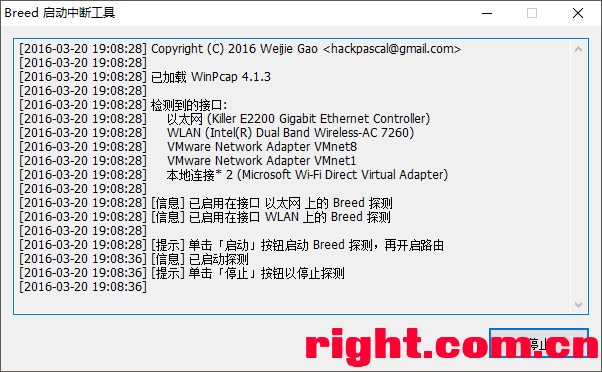 Breed 启动中断工具
[2016-03-20 19:08:28] Copyright (C) 2016 Weijie Gao <hackpascal@gmail.com>
[2016-03-20 19:08:28]
[2016-03-20 19:08:28] 已加载 WinPcap 4.1.3
[2016-03-20 19:08:28]
[2016-03-20 19:08:28] 检测到的接口:
[2016-03-20 19:08:28] 以太网 (Killer E2200 Gigabit Ethernet Controller)
[2016-03-20 19:08:28] WLAN (Intel(R) Dual Band Wireless-AC 7260)
[2016-03-20 19:08:28] VMware Network Adapter VMnet8
[2016-03-20 19:08:28] VMware Network Adapter VMnet1
[2016-03-20 19:08:28] 本地连接* 2 (Microsoft Wi-Fi Direct Virtual Adapter)
[2016-03-20 19:08:28]
[2016-03-20 19:08:28] [信息] 已启用在接口 以太网 上的 Breed 探测
[2016-03-20 19:08:28] [信息] 已启用在接口 WLAN 上的 Breed 探测
[2016-03-20 19:08:28]
[2016-03-20 19:08:28] [提示] 单击「启动」按钮启动 Breed 探测，再开启路由
[2016-03-20 19:08:36] [信息] 已启动探测
[2016-03-20 19:08:36] [提示] 单击「停止」按钮以停止探测
[2016-03-20 19:08:36]
停止
right.com.cn